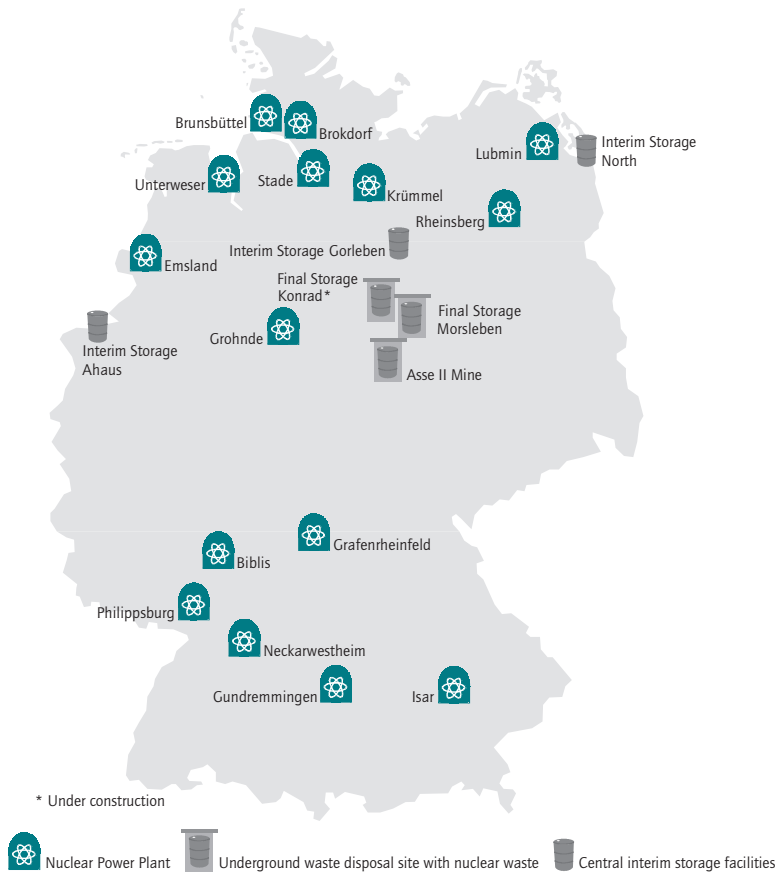 Brunsbüttel
Brokdorf
Lubmin
Interim Storage
North
Unterweser
Stade
Krümmel
Rheinsberg
Interim Storage Gorleben
Emsland
Final Storage
Konrad*
Final Storage
Morsleben
Grohnde
Interim Storage
Ahaus
Asse II Mine
Grafenrheinfeld
Biblis
Philippsburg
Neckarwestheim
Gundremmingen
Isar
* Under construction
Nuclear Power Plant
Underground waste disposal site with nuclear waste
Central interim storage facilities